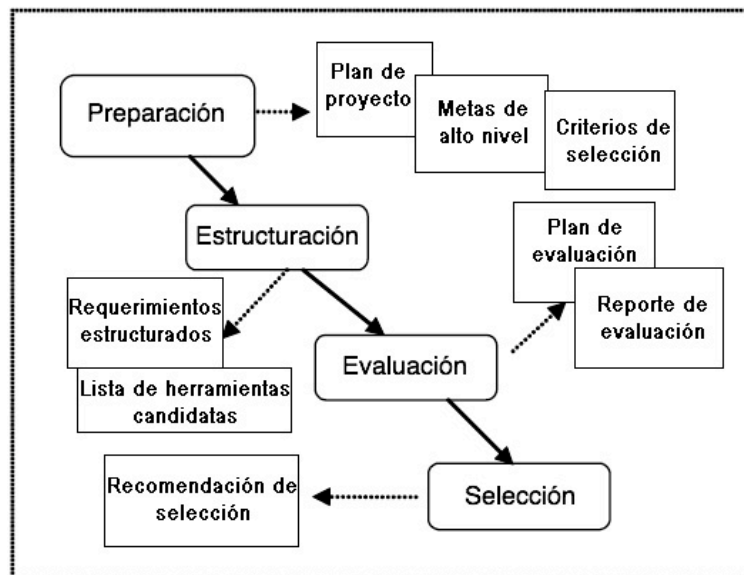 Preparación
Plan de
proyecto
Metas de
alto nivel
Criterios de
selección
Estructuración
Plan de
evaluación
Reporte de
evaluación
Requerimientos
estructurados
Lista de herramientas
candidatas
Evaluación
Recomendación de
selección
Selección